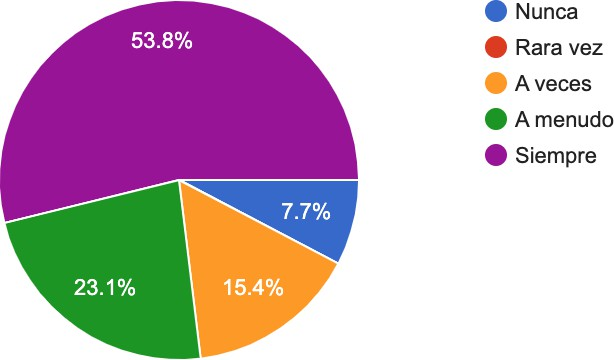 53.8%
7.7%
15.4%
23.1%
Nunca
Rara vez
A veces
A menudo
Siempre